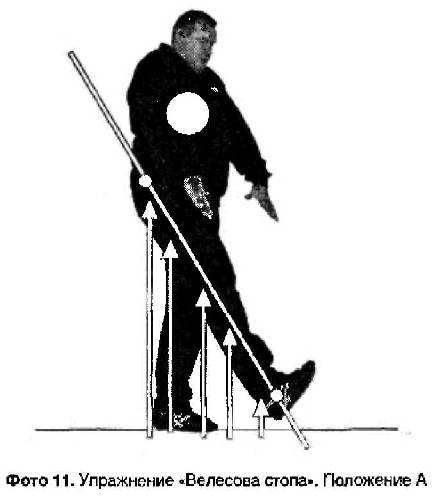 Фото 11. Упражнение «Велесова стопа». Положение А